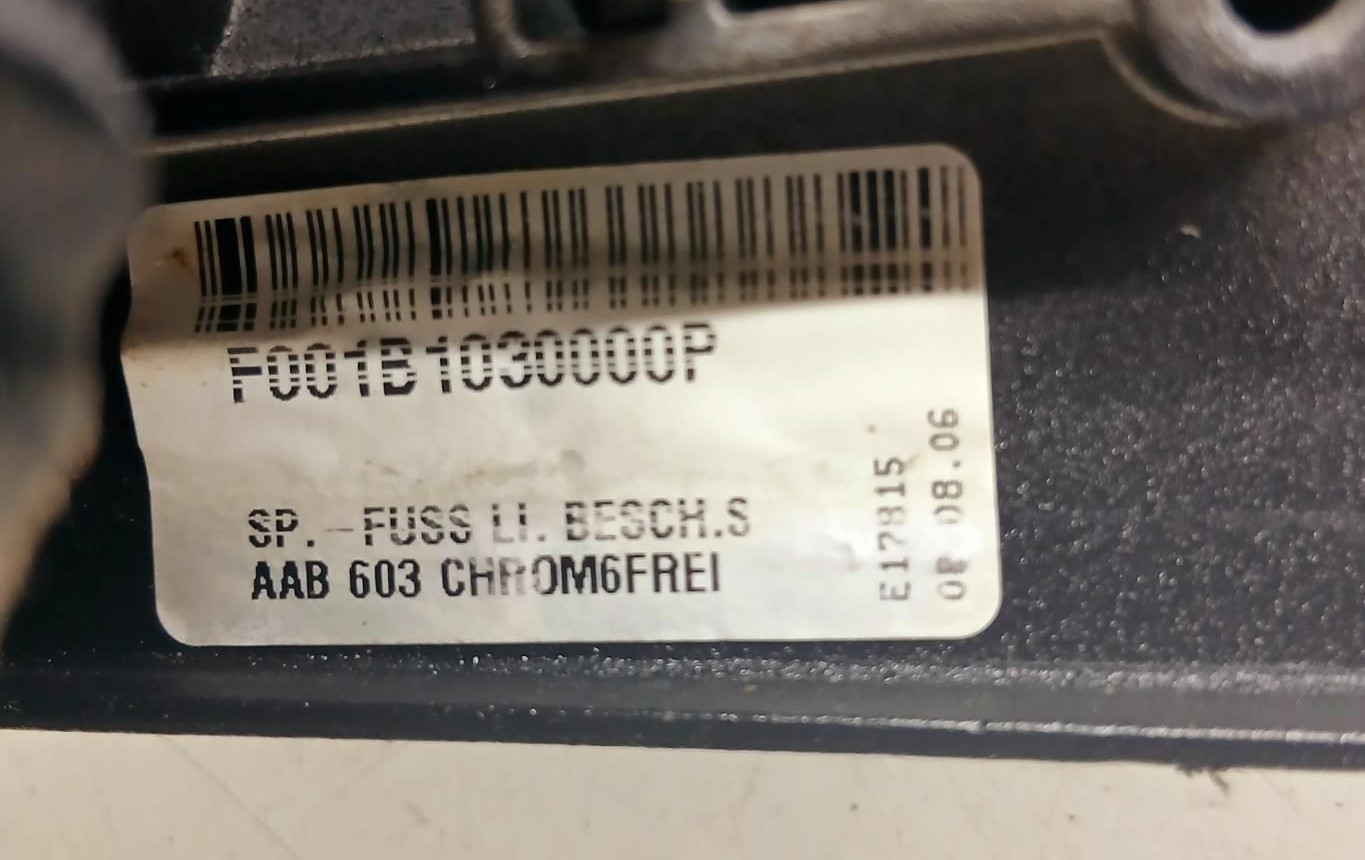 F001B1030000P
SP.-FUSS LI. BESCH.S
AAB 603 CHROM6FREI
E17815
08.06